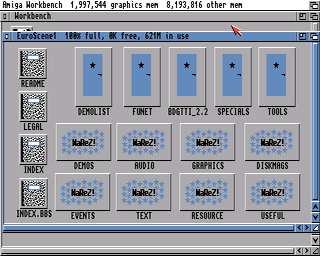 Amiga Workbench 1,997,544 graphics mem 8,193,816 other mem
Workbench
EuroScene1 100% full, 0K free, 621M in use
README
DEMOLIST FUNET BDGTTI_2.2 SPECIALS TOOLS
LEGAL
WaReZ! WaReZ! WaReZ! WaReZ!
INDEX DEMOS AUDIO GRAPHICS DISKMAGS
WaReZ! WaReZ! WaReZ! WaReZ!
INDEX.BBS EVENTS TEXT RESOURCE USEFUL